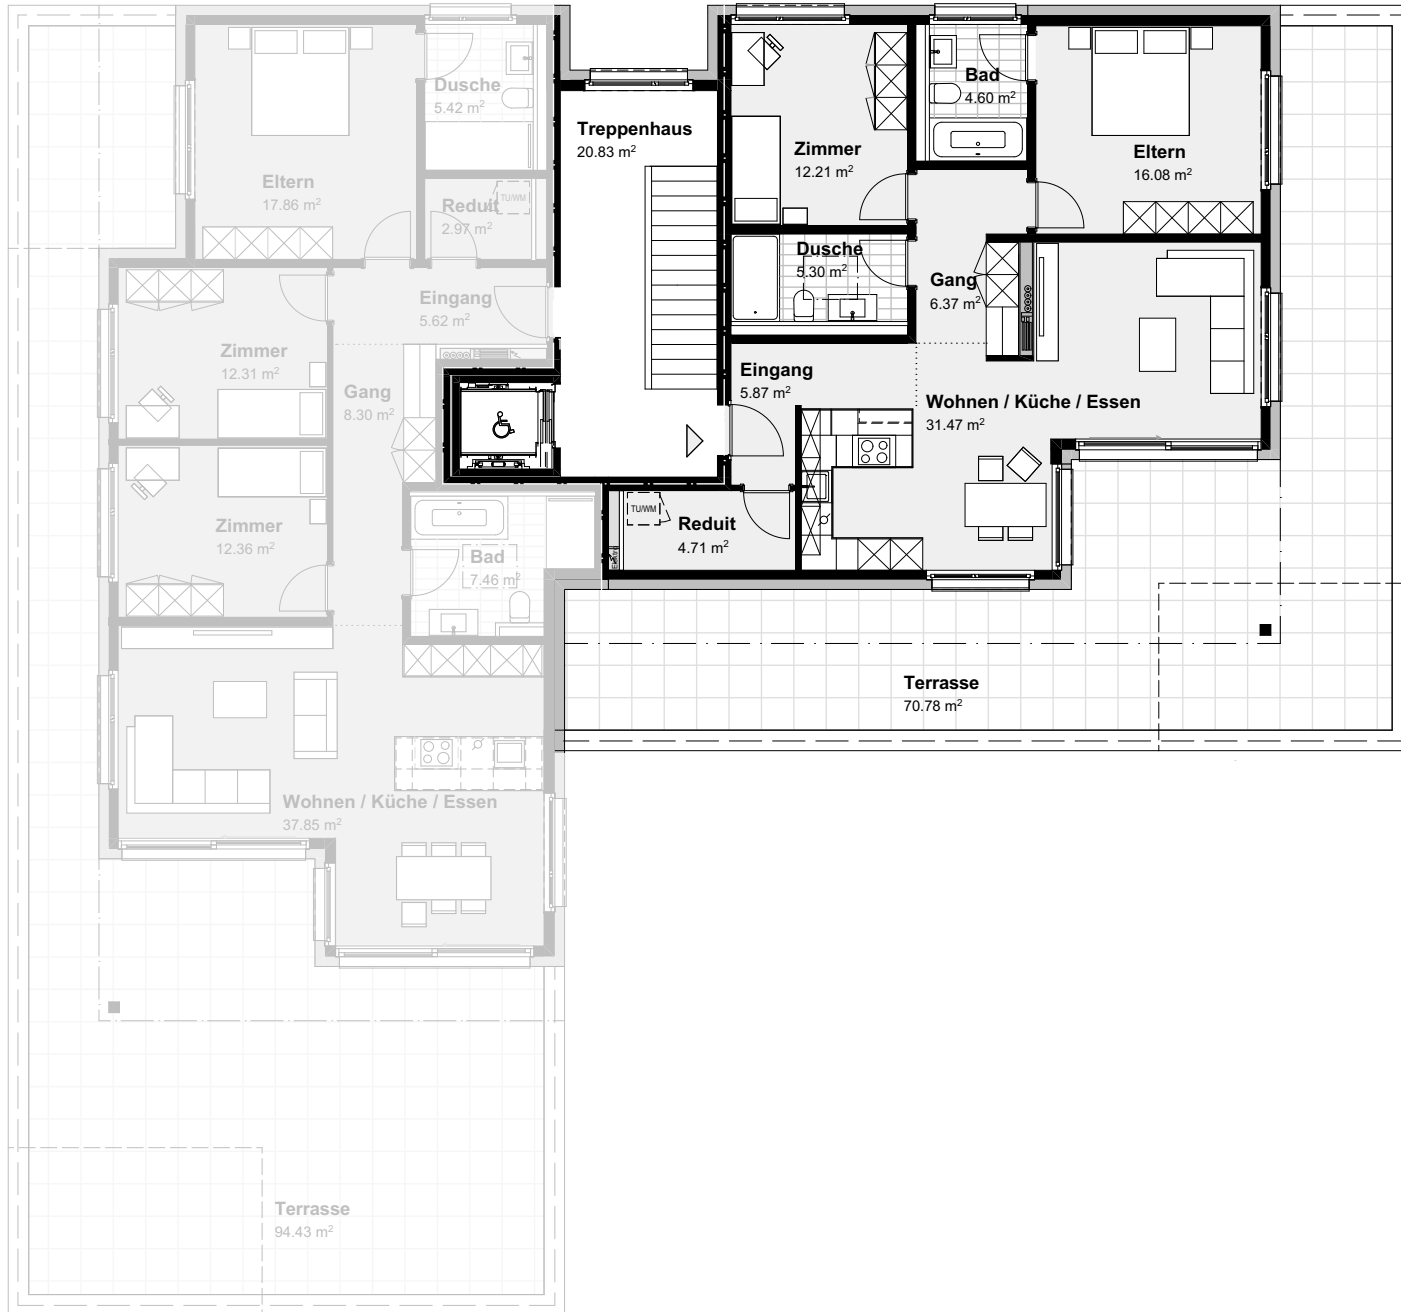 Dusche
5.42 m²
Eltern
17.86 m²
Reduit
2.97 m²
TU/WM
Eingang
5.62 m²
Zimmer
12.31 m²
Gang
8.30 m²
Zimmer
12.36 m²
Bad
7.46 m²
Wohnen / Küche / Essen
37.85 m²
Terrasse
94.43 m²
Treppenhaus
20.83 m²
Zimmer
12.21 m²
Bad
4.60 m²
Eltern
16.08 m²
Dusche
5.30 m²
Gang
6.37 m²
Eingang
5.87 m²
Wohnen / Küche / Essen
31.47 m²
TU/WM
Reduit
4.71 m²
Terrasse
70.78 m²